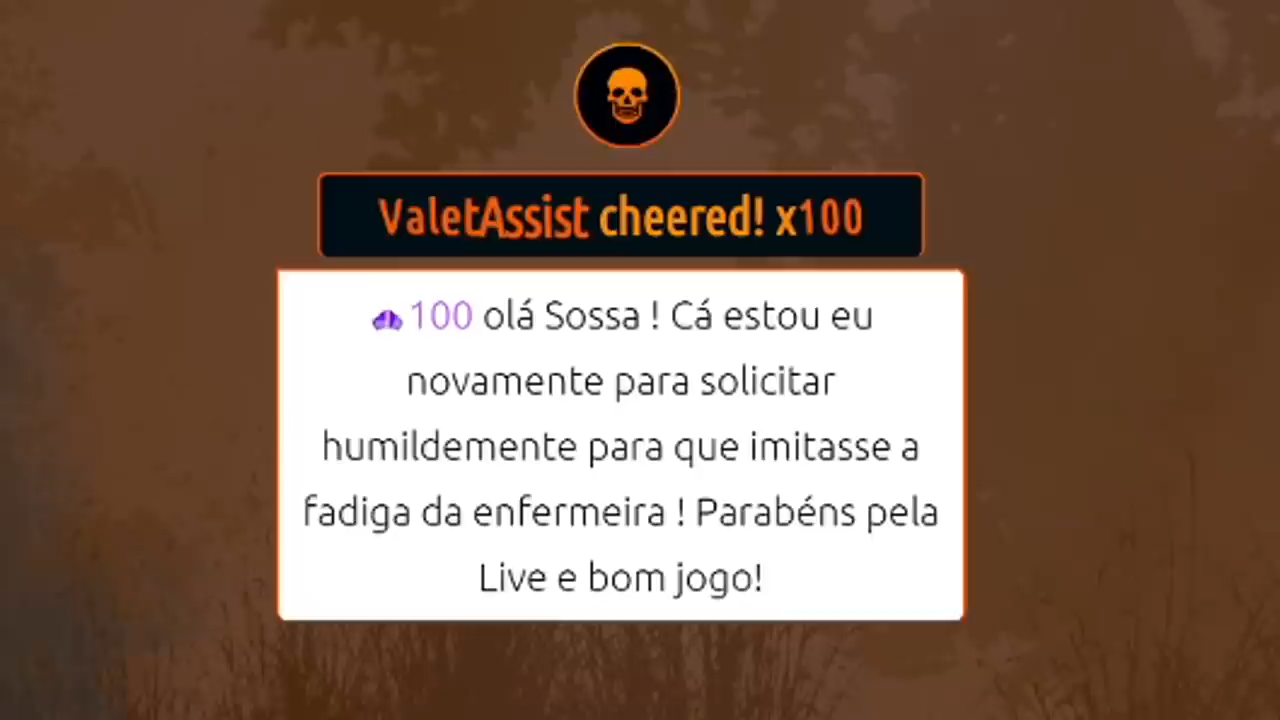 ValetAssist cheered! x100
100 olá Sossa ! Cá estou eu
novamente para solicitar
humildemente para que imitasse a
fadiga da enfermeira ! Parabéns pela
Live e bom jogo!